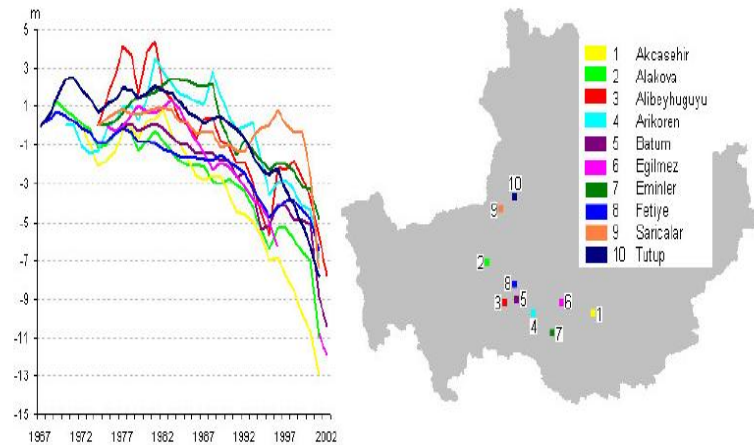 m
5
3
1
-1
-3
-5
-7
-9
-11
-13
-15
1967 1972 1977 1982 1987 1992 1997 2002
1 Akcasehir
2 Alakova
3 Alibeyhuguyu
4 Arikoren
5 Batum
6 Egilmez
7 Eminler
8 Fetiye
9 Saricalar
10 Tutup
10
9
2
8
3
5
6
1
4
7